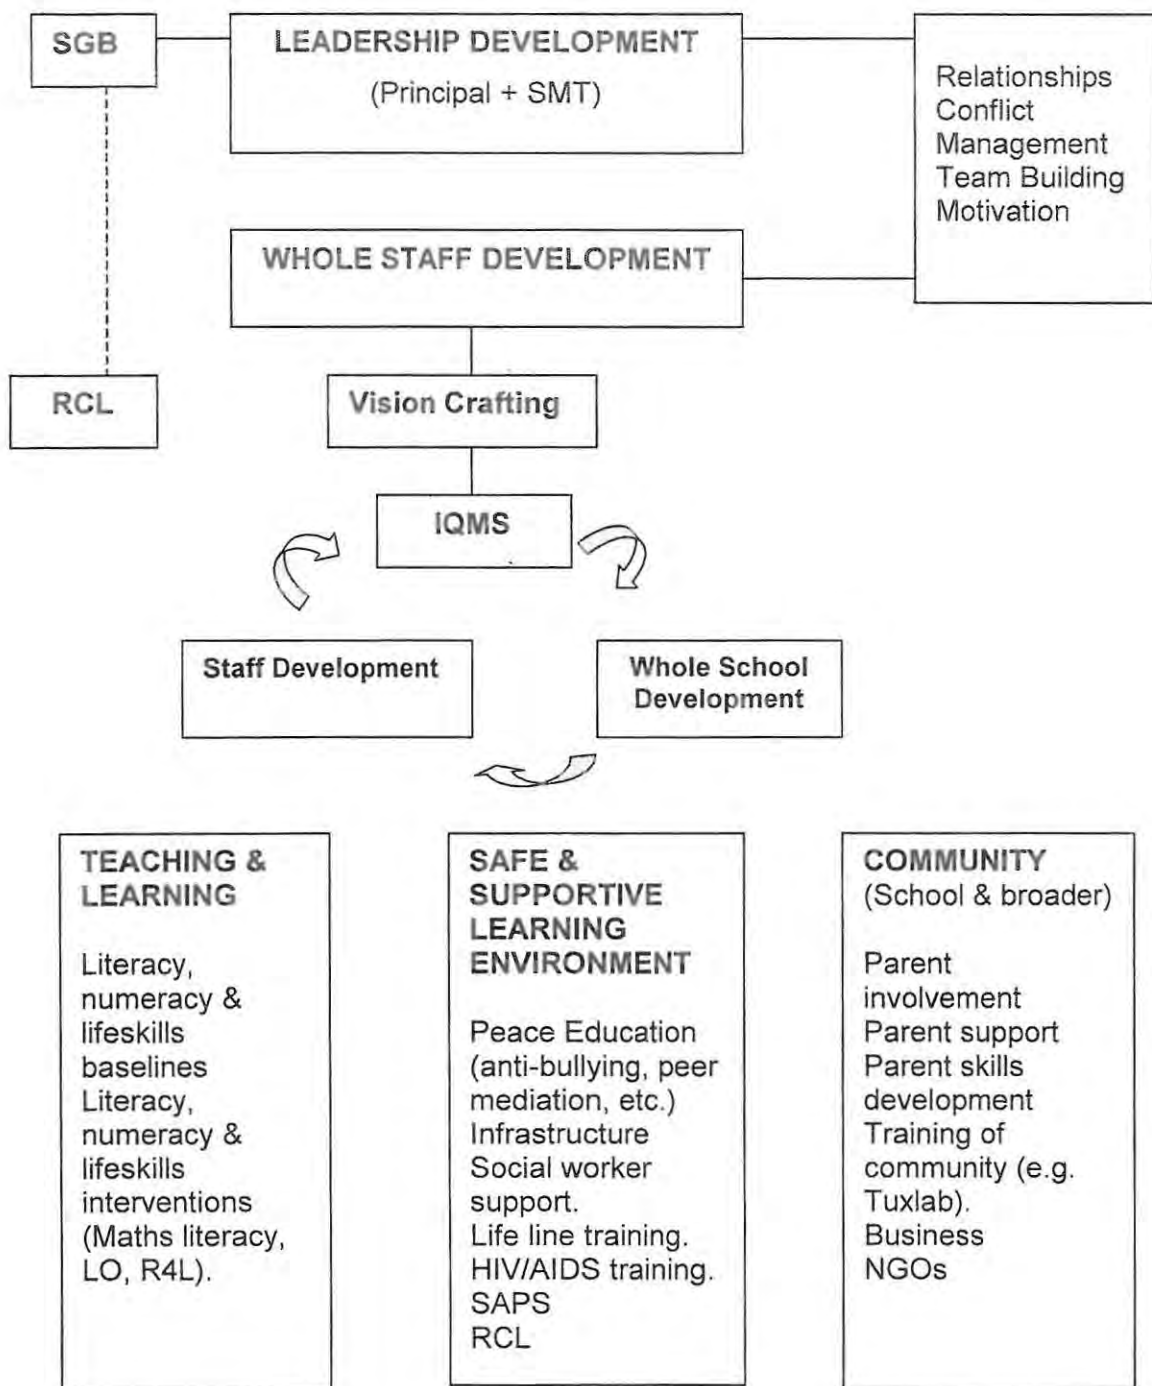 SGB
LEADERSHIP DEVELOPMENT
(Principal + SMT)
Relationships
Conflict
Management
Team Building
Motivation
WHOLE STAFF DEVELOPMENT
RCL
Vision Crafting
IQMS
Staff Development
Whole School
Development
TEACHING &
LEARNING
Literacy,
numeracy &
lifeskills
baselines
Literacy,
numeracy &
lifeskills
interventions
(Maths literacy,
LO, R4L).
SAFE &
SUPPORTIVE
LEARNING
ENVIRONMENT
Peace Education
(anti-bullying, peer
mediation, etc.)
Infrastructure
Social worker
support.
Life line training.
HIV/AIDS training.
SAPS
RCL
COMMUNITY
(School & broader)
Parent
involvement
Parent support
Parent skills
development
Training of
community (e.g.
Tuxlab).
Business
NGOs